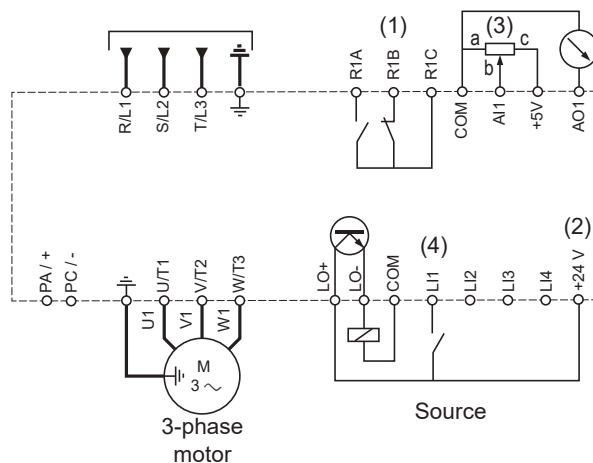 (1)
(3)
a
c
b
R/L1
S/L2
T/L3
R1A
R1B
R1C
COM
AI1
+5V
AO1
(4)
(2)
PA / +
PC / -
U/T1
V/T2
W/T3
LO+
LO-
COM
LI1
LI2
LI3
LI4
+24 V
U1
V1
W1
M
3
3-phase
motor
Source